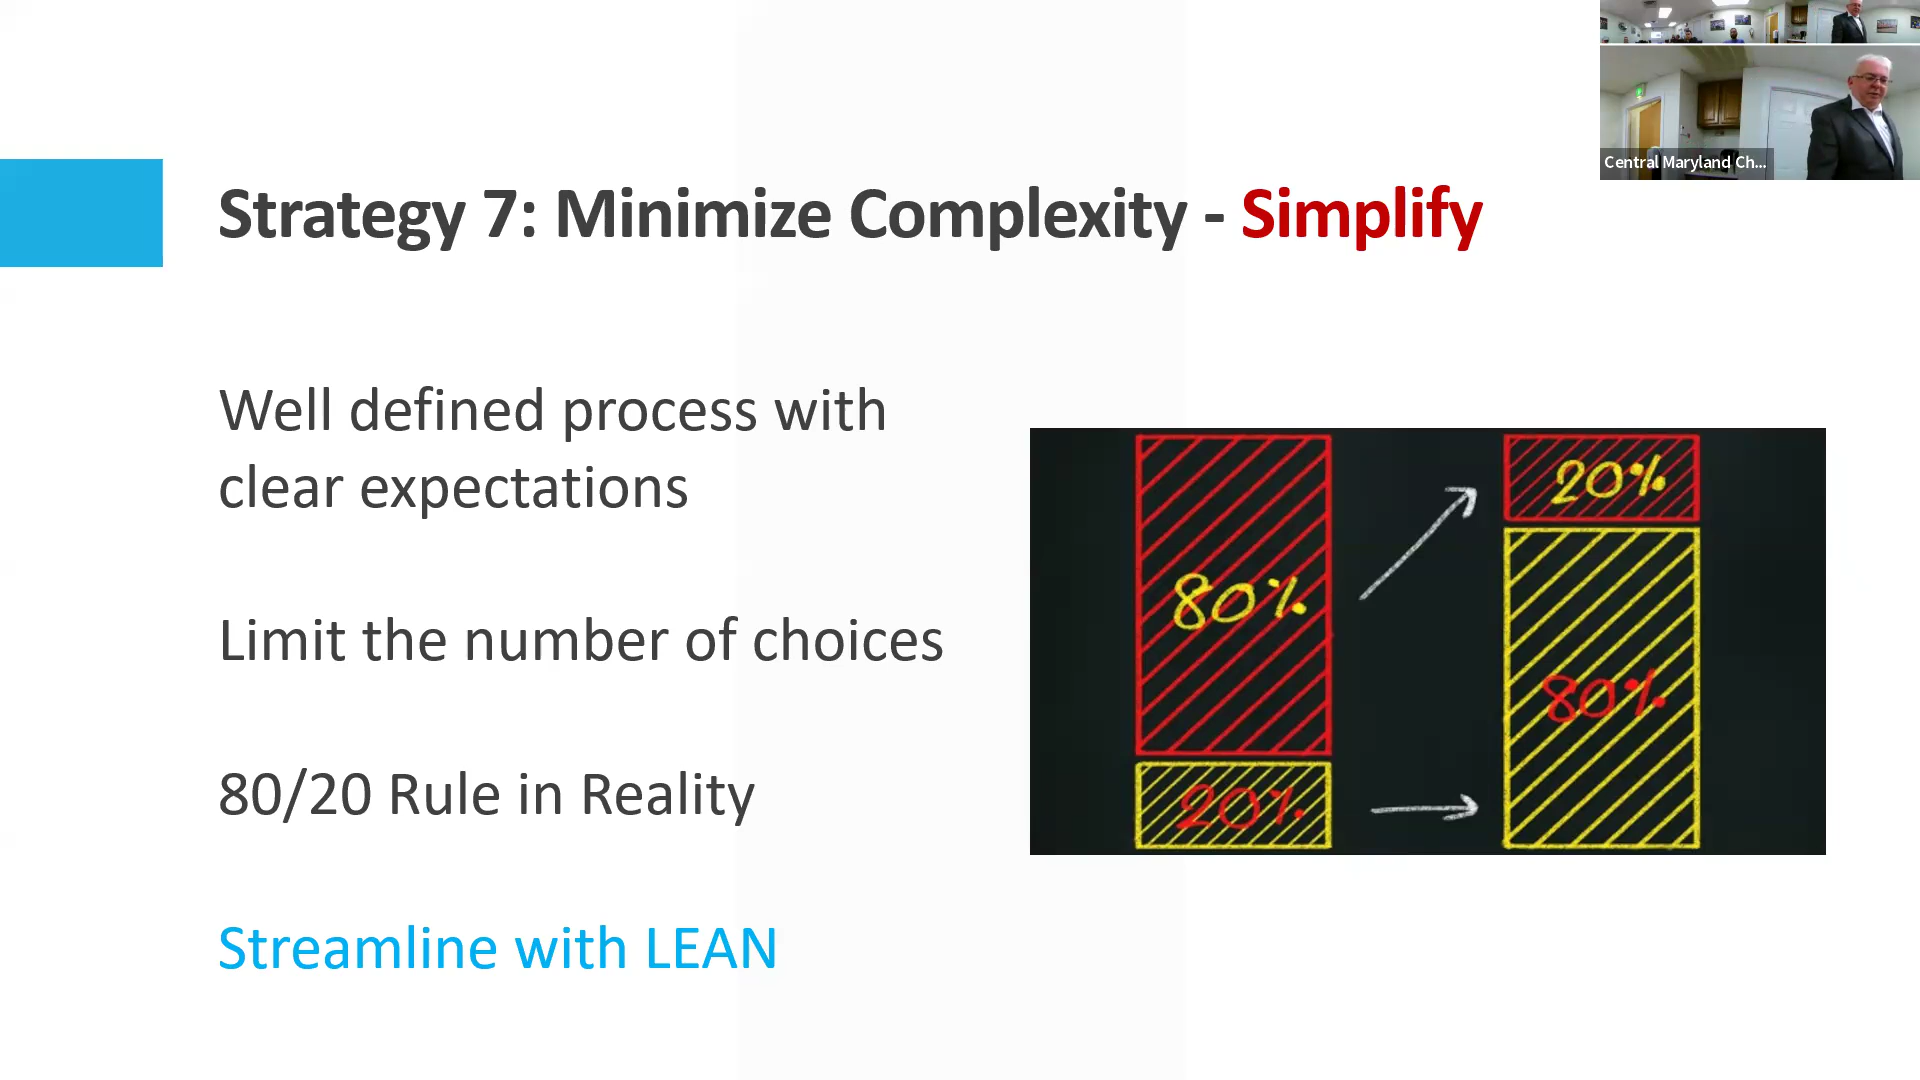 Central Maryland Ch...
Strategy 7: Minimize Complexity - Simplify
Well defined process with
clear expectations
Limit the number of choices
80/20 Rule in Reality
Streamline with LEAN
80%
20%
20%
80%